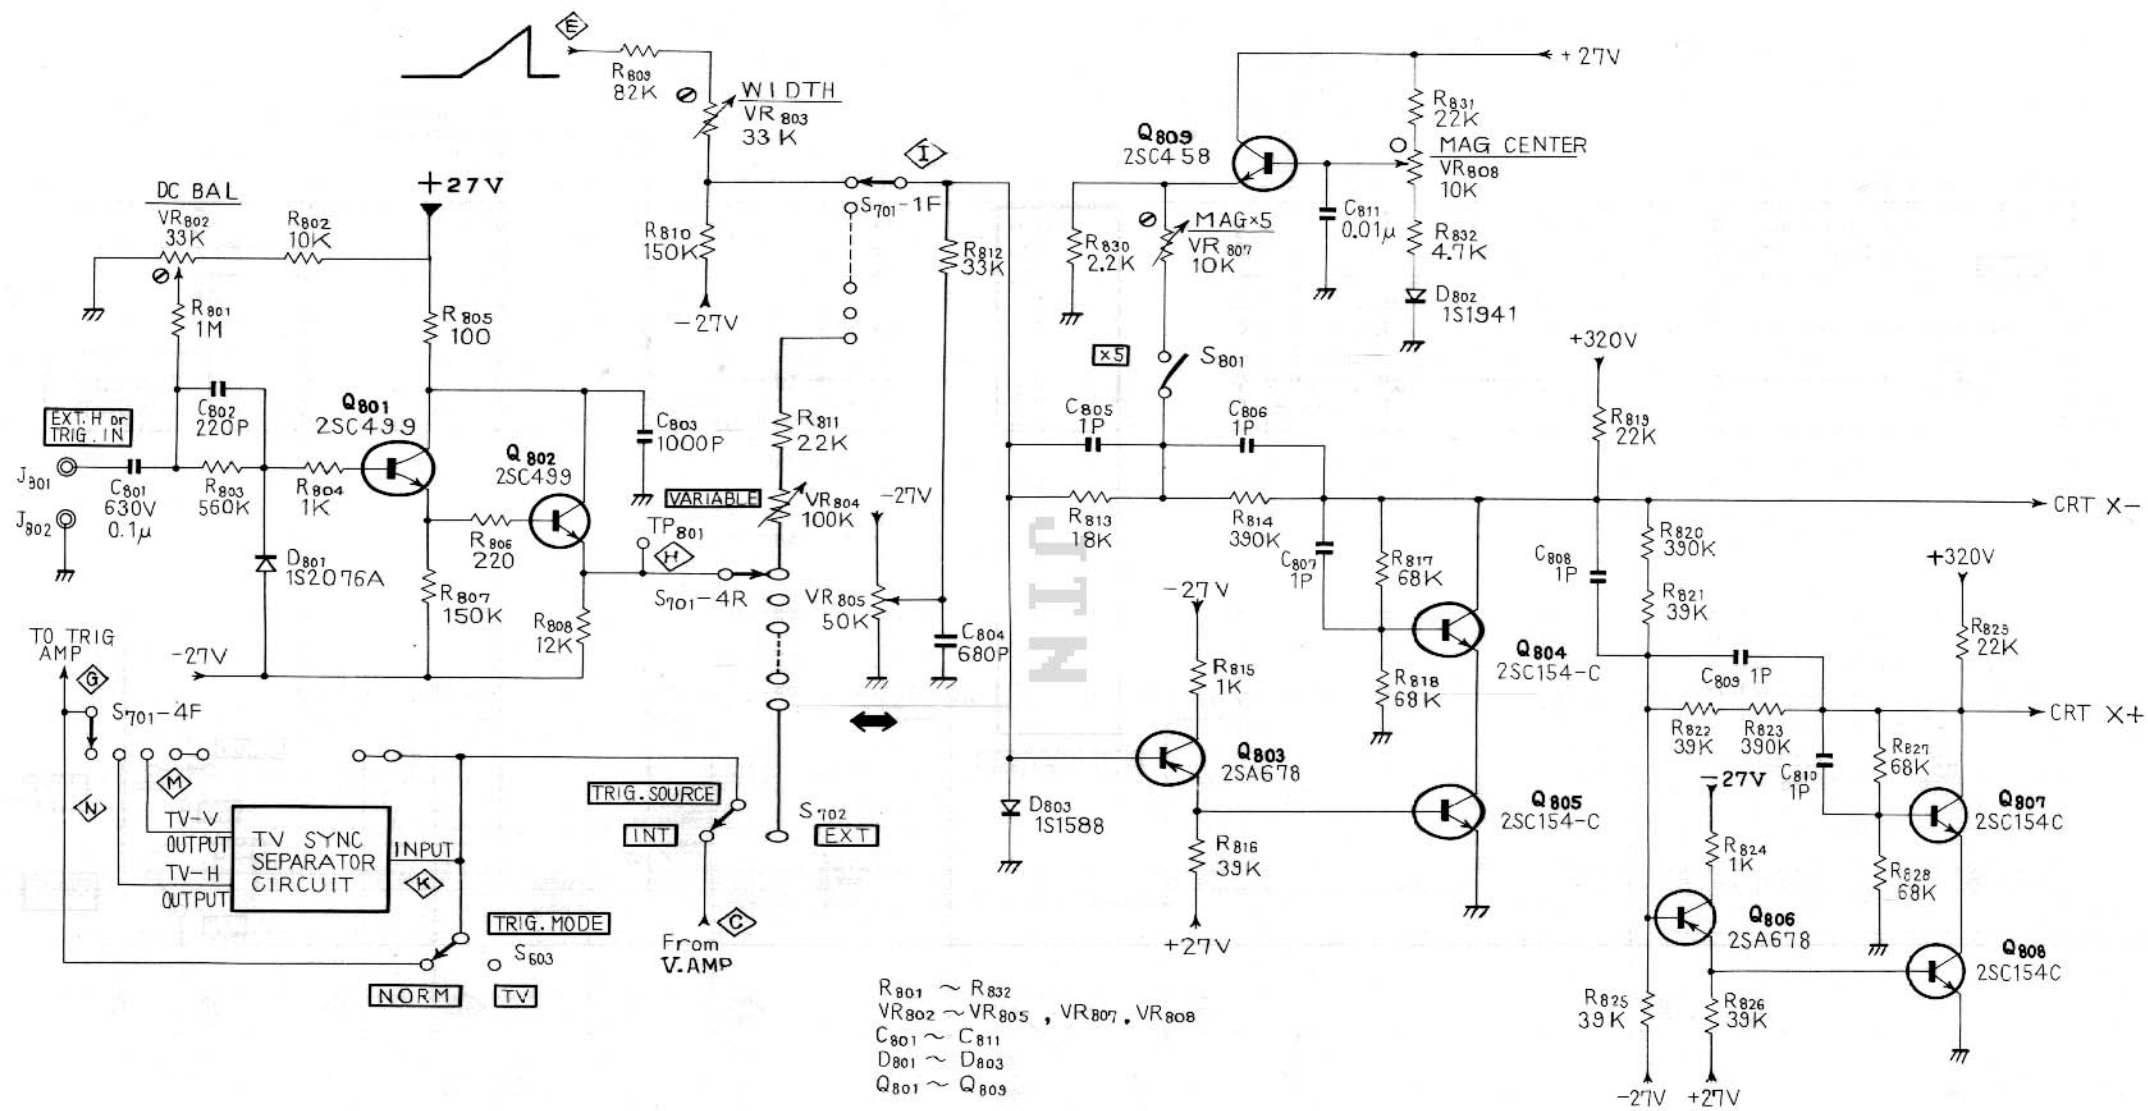 E
R809
82K
WIDTH
VR803
33K
I
S701-1F
+27V
DC BAL
VR802
33K
R802
10K
R801
1M
R805
100
R810
150K
-27V
R812
33K
Q809
2SC458
+27V
R831
22K
MAG CENTER
VR808
10K
C811
0.01μ
R832
4.7K
D802
1S1941
R830
2.2K
MAG×5
VR807
10K
×5
S801
+320V
R819
22K
EXT.H or
TRIG.IN
J801
J802
C801
630V
0.1μ
C802
220P
R803
560K
R804
1K
D801
1S2076A
Q801
2SC499
Q802
2SC499
C803
1000P
R806
220
R807
150K
R808
12K
TP801
H
S701-4R
VARIABLE
R811
22K
VR804
100K
-27V
VR805
50K
C804
680P
C805
1P
C806
1P
R813
18K
R814
390K
C807
1P
R817
68K
R818
68K
Q804
2SC154-C
-27V
R815
1K
Q803
2SA678
D803
1S1588
R816
39K
+27V
Q805
2SC154-C
CRT X-
C808
1P
R820
390K
R821
39K
+320V
R825
22K
C809 1P
CRT X+
R822
39K
R823
390K
C810
1P
R827
68K
R828
68K
Q807
2SC154C
-27V
R824
1K
Q806
2SA678
Q808
2SC154C
R825
39K
R826
39K
-27V +27V
TO TRIG
AMP
-27V
G
S701-4F
N
M
TV-V
OUTPUT
TV-H
OUTPUT
TV SYNC
SEPARATOR
CIRCUIT
INPUT
K
TRIG.SOURCE
INT
S702
EXT
C
From
V.AMP
TRIG.MODE
S603
NORM
TV
JTN
R801 ~ R832
VR802 ~ VR805 , VR807 , VR808
C801 ~ C811
D801 ~ D803
Q801 ~ Q809